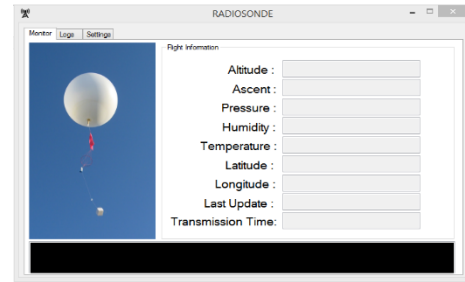 RADIOSONDE
Monitor Logs Settings
Flight Information
Altitude :
Ascent :
Pressure :
Humidity :
Temperature :
Latitude :
Longitude :
Last Update :
Transmission Time: